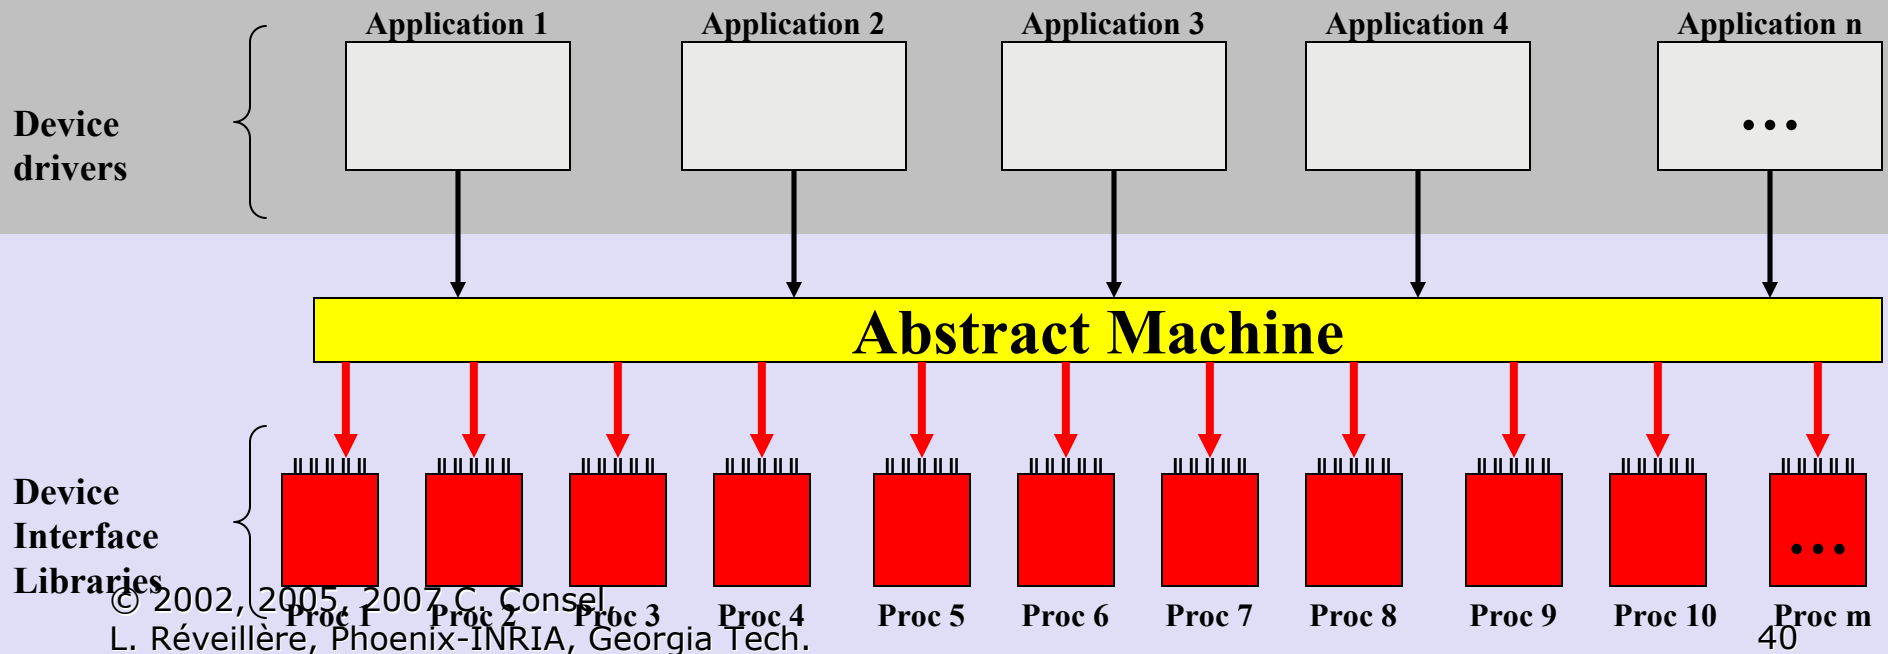 Application 1
Application 2
Application 3
Application 4
Application n
Device
drivers
...
Abstract Machine
Device
Interface
Libraries
...
Proc 1
Proc 2
Proc 3
Proc 4
Proc 5
Proc 6
Proc 7
Proc 8
Proc 9
Proc 10
Proc m
© 2002, 2005, 2007 C. Consel,
L. Réveillère, Phoenix-INRIA, Georgia Tech.
40